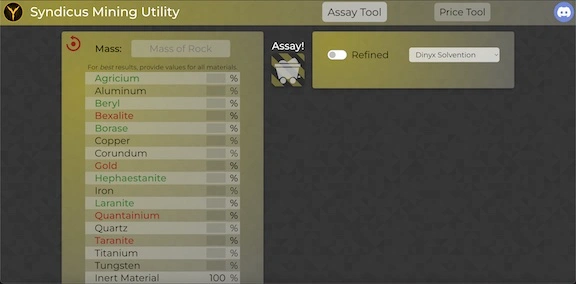 Syndicus Mining Utility
Assay Tool
Price Tool
Mass: Mass of Rock
For best results, provide values for all materials.
Agricium %
Aluminum %
Beryl %
Bexalite %
Borase %
Copper %
Corundum %
Gold %
Hephaestanite %
Iron %
Laranite %
Quantainium %
Quartz %
Taranite %
Titanium %
Tungsten %
Inert Material 100 %
Assay!
Refined
Dinyx Solvention